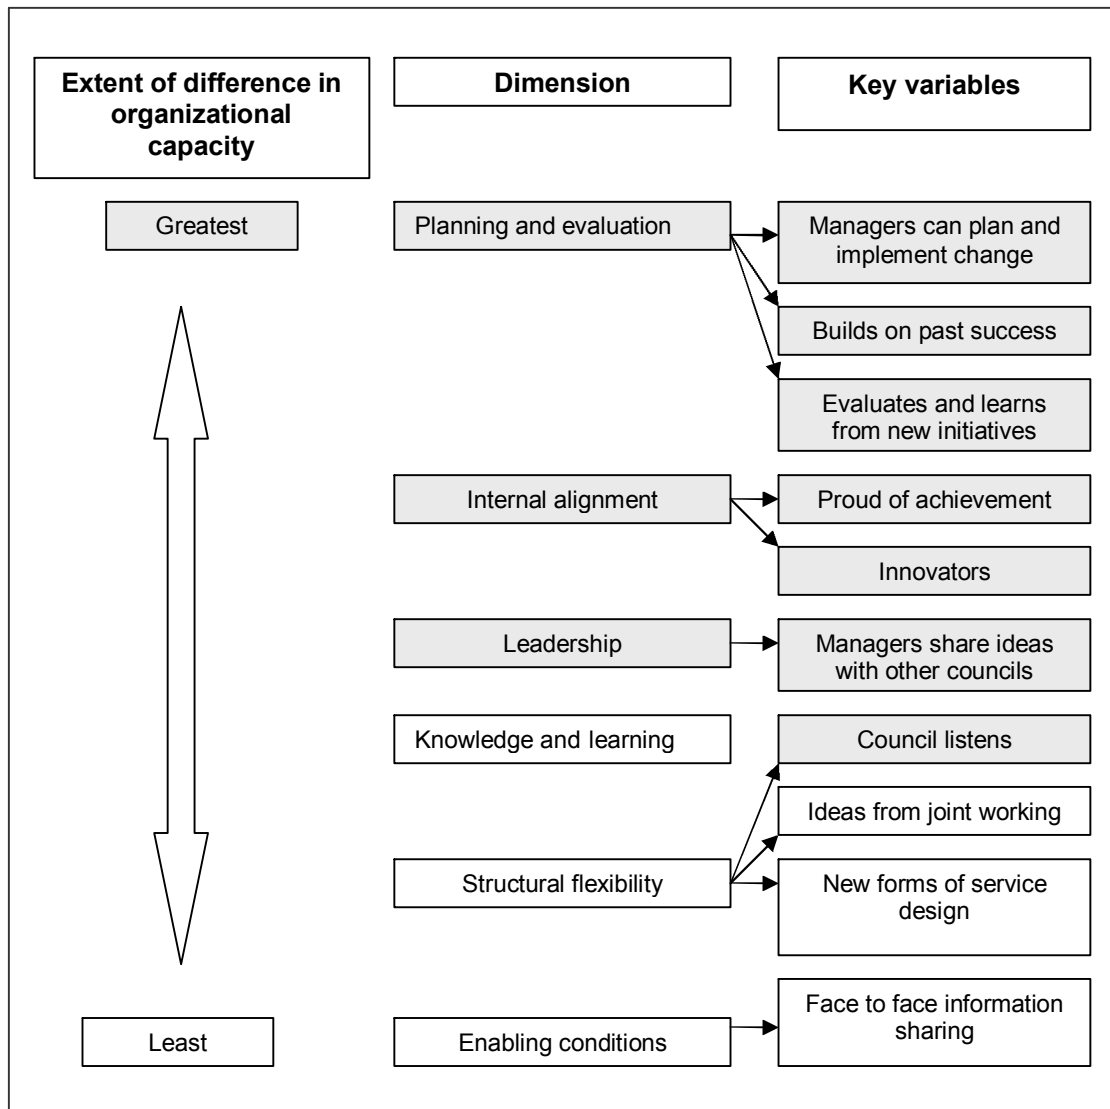 Extent of difference in
organizational
capacity
Dimension
Key variables
Greatest
Planning and evaluation
Managers can plan and
implement change
Builds on past success
Evaluates and learns
from new initiatives
Internal alignment
Proud of achievement
Innovators
Leadership
Managers share ideas
with other councils
Knowledge and learning
Council listens
Ideas from joint working
Structural flexibility
New forms of service
design
Least
Enabling conditions
Face to face information
sharing